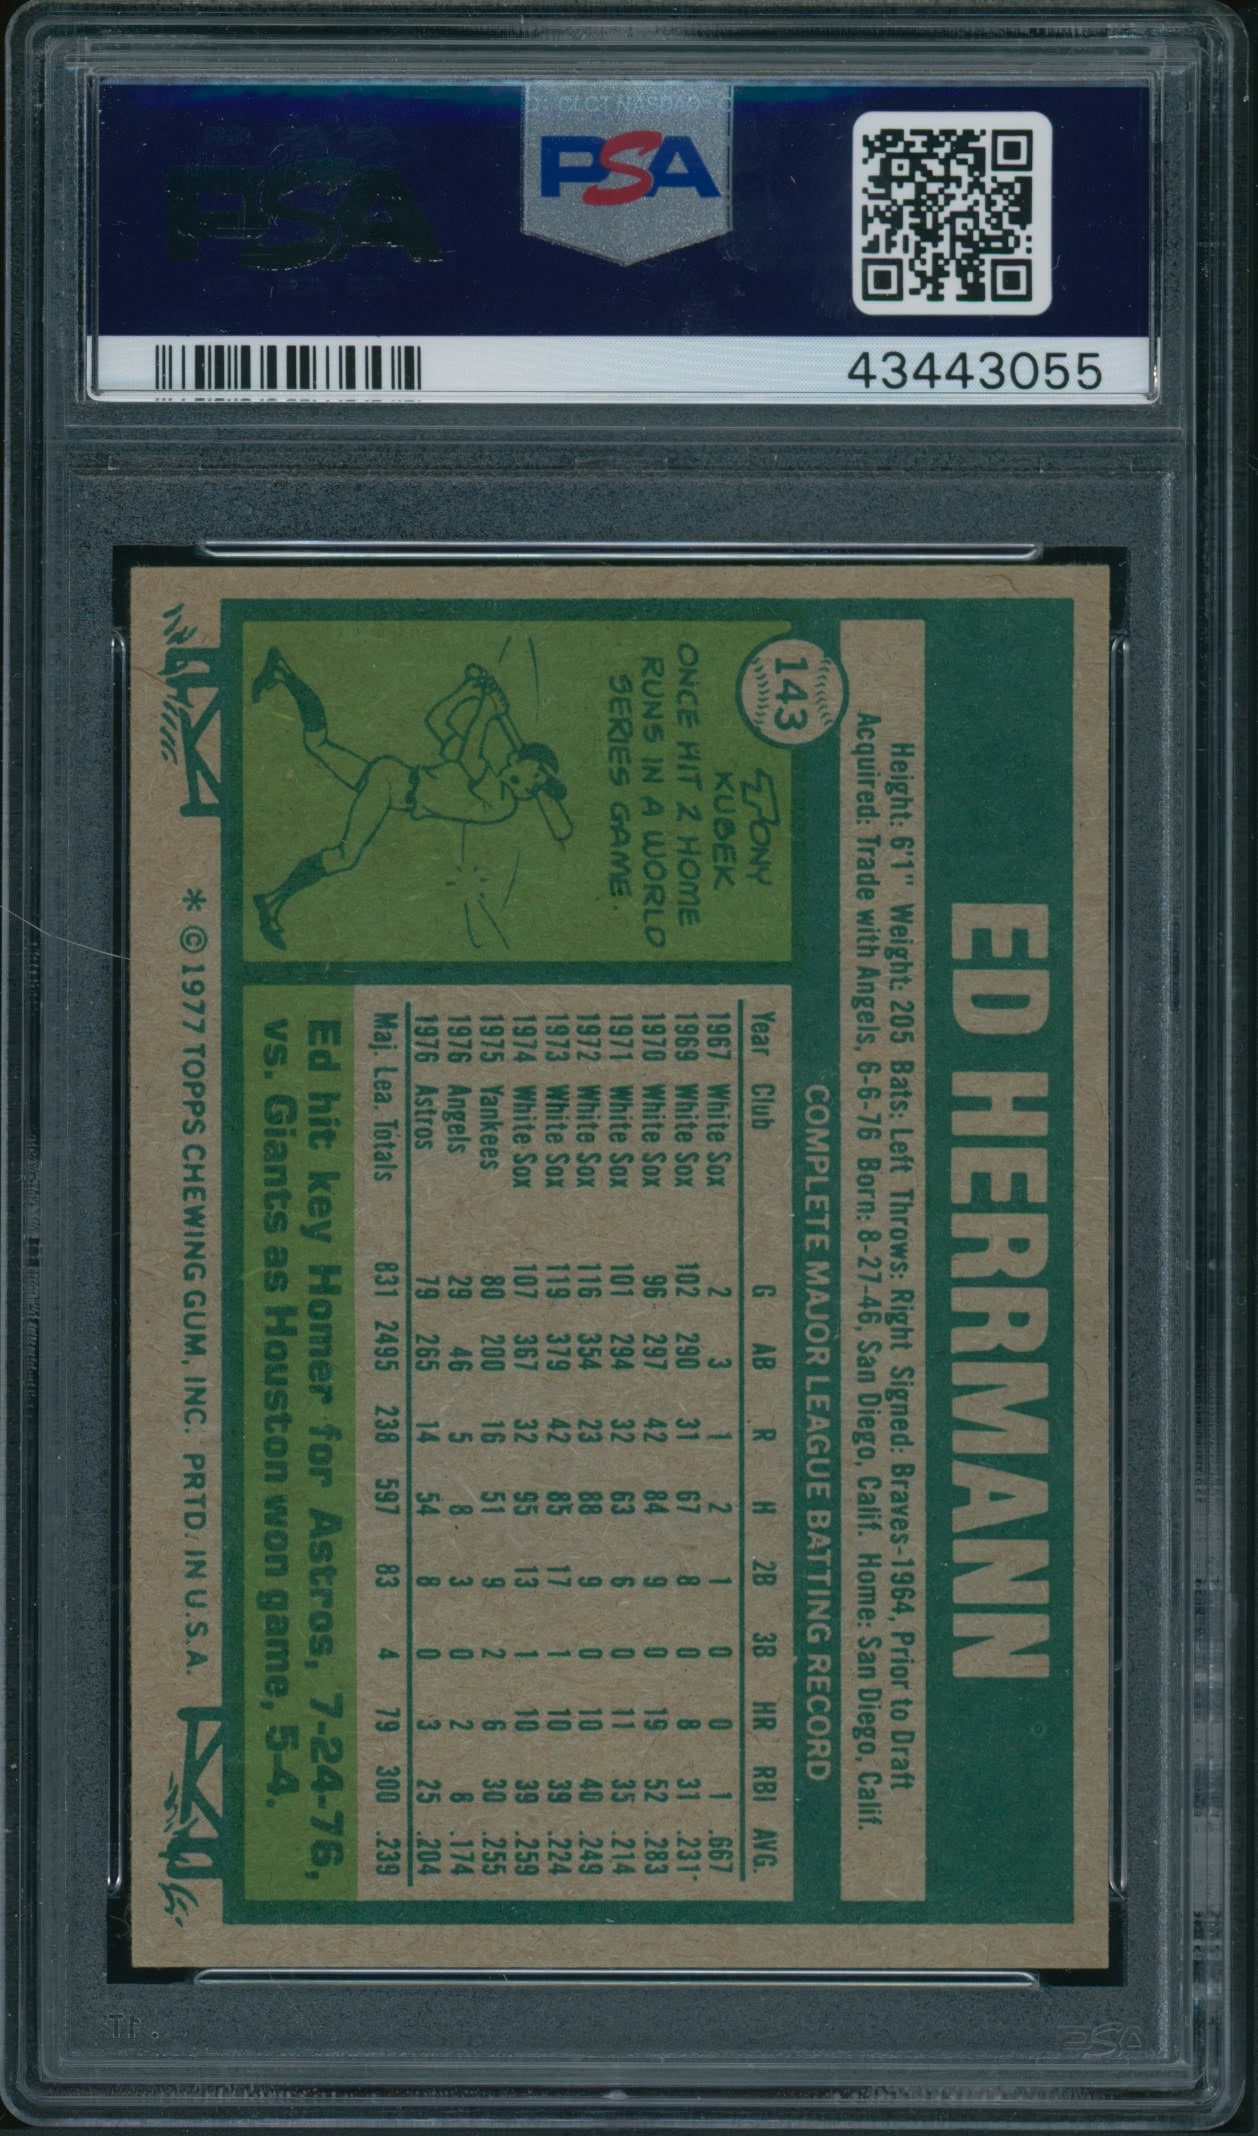 PSA
PSA
43443055
ED HERRMANN
Height: 6'1" Weight: 205 Bats: Left Throws: Right Signed: Braves-1964, Prior to Draft
Acquired: Trade with Angels, 6-6-76 Born: 8-27-46, San Diego, Calif. Home: San Diego, Calif.
143
TONY
KUBEK
ONCE HIT 2 HOME
RUNS IN A WORLD
SERIES GAME.
COMPLETE MAJOR LEAGUE BATTING RECORD
Year Club G AB R H 2B 3B HR RBI AVG.
1967 White Sox 2 3 1 2 1 0 0 1 .667
1969 White Sox 102 290 31 67 8 0 8 31 .231
1970 White Sox 96 297 42 84 9 0 19 52 .283
1971 White Sox 101 294 32 63 6 0 11 35 .214
1972 White Sox 116 354 23 88 9 0 10 40 .249
1973 White Sox 119 379 42 85 17 1 10 39 .224
1974 White Sox 107 367 32 95 13 1 10 39 .259
1975 Yankees 80 200 16 51 9 2 6 30 .255
1976 Angels 29 46 5 8 3 0 2 8 .174
1976 Astros 79 265 14 54 8 0 3 25 .204
Maj. Lea. Totals 831 2495 238 597 83 4 79 300 .239
Ed hit key Homer for Astros, 7-24-76,
vs. Giants as Houston won game, 5-4.
* © 1977 TOPPS CHEWING GUM, INC. PRTD. IN U.S.A.
PSA